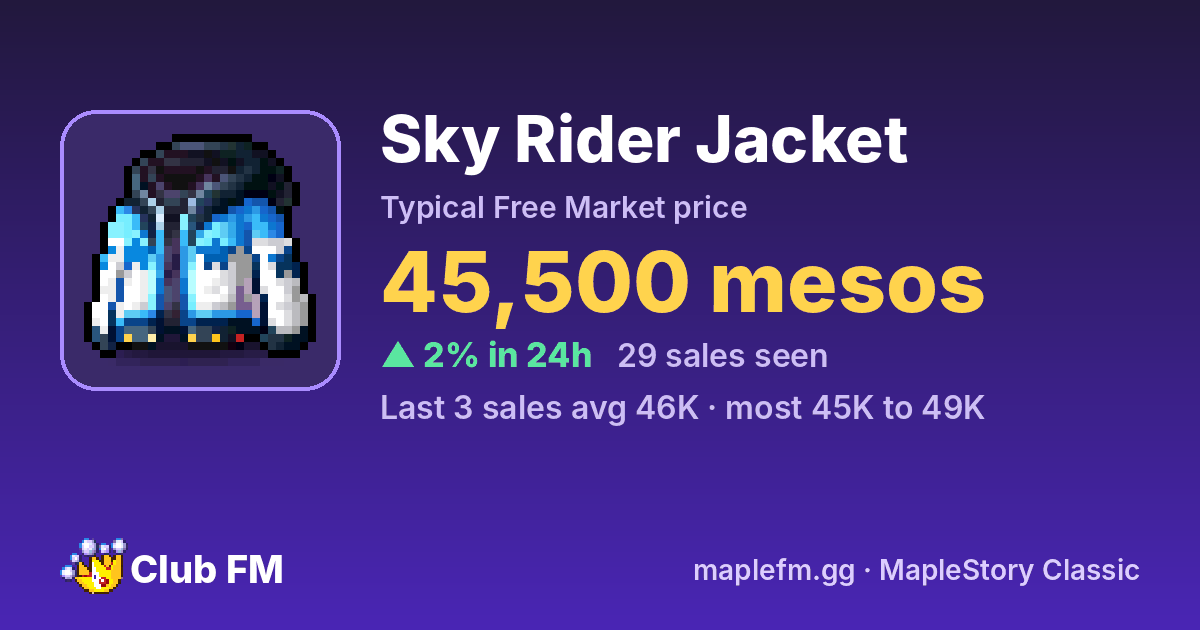 Sky Rider Jacket
Typical Free Market price
45,500 mesos
▲ 2% in 24h 29 sales seen
Last 3 sales avg 46K · most 45K to 49K
Club FM
maplefm.gg · MapleStory Classic